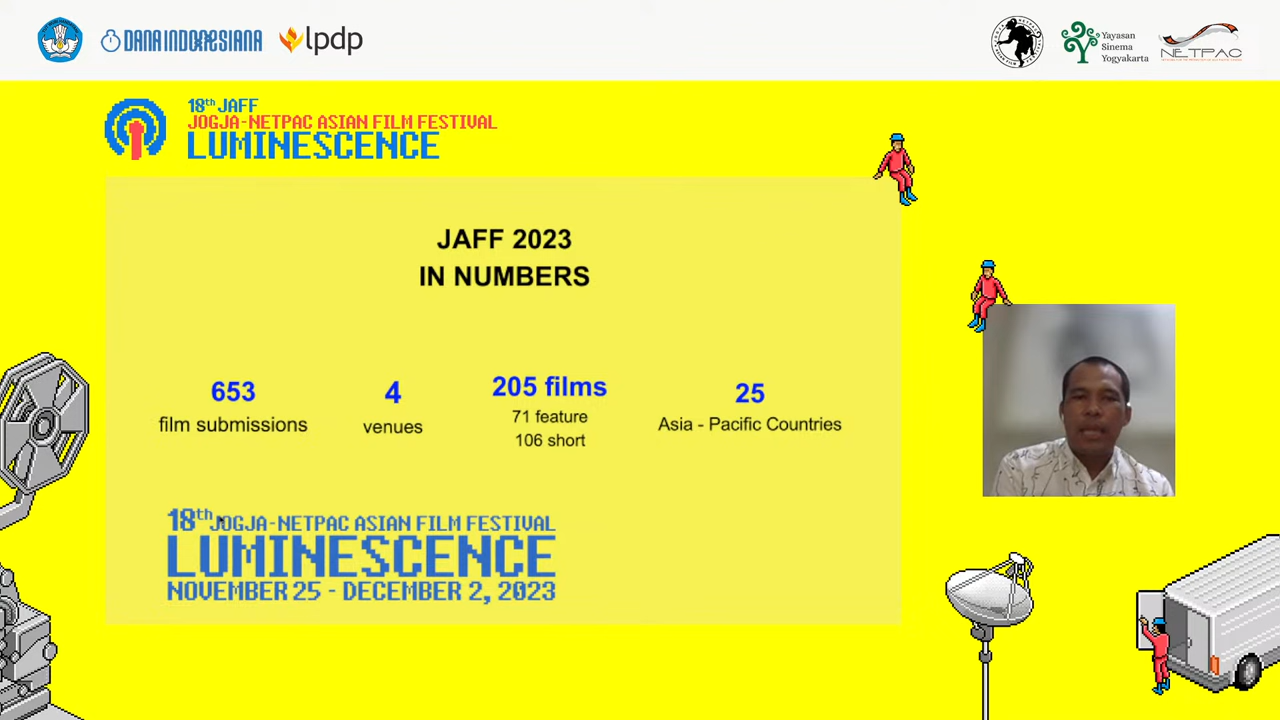 DANA INDONESIANA
lpdp
Yayasan
Sinema
Yogyakarta
NETPAC
18th JAFF
JOGJA-NETPAC ASIAN FILM FESTIVAL
LUMINESCENCE
JAFF 2023
IN NUMBERS
653
film submissions
4
venues
205 films
71 feature
106 short
25
Asia - Pacific Countries
18th JOGJA-NETPAC ASIAN FILM FESTIVAL
LUMINESCENCE
NOVEMBER 25 - DECEMBER 2, 2023